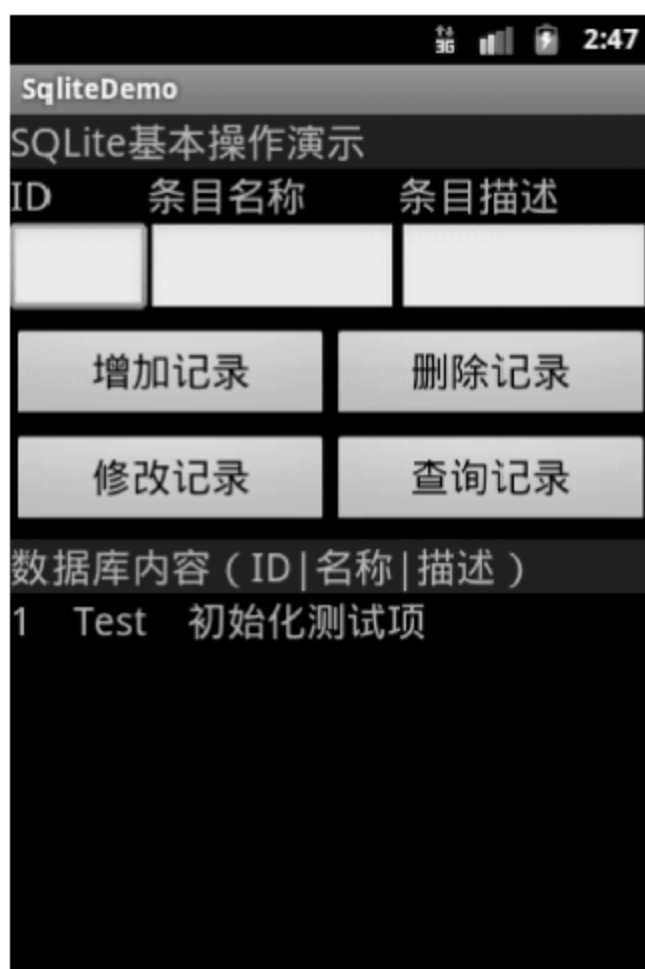 3G 2:47
SqliteDemo
SQLite基本操作演示
ID 条目名称 条目描述
增加记录 删除记录
修改记录 查询记录
数据库内容（ID|名称|描述）
1 Test 初始化测试项